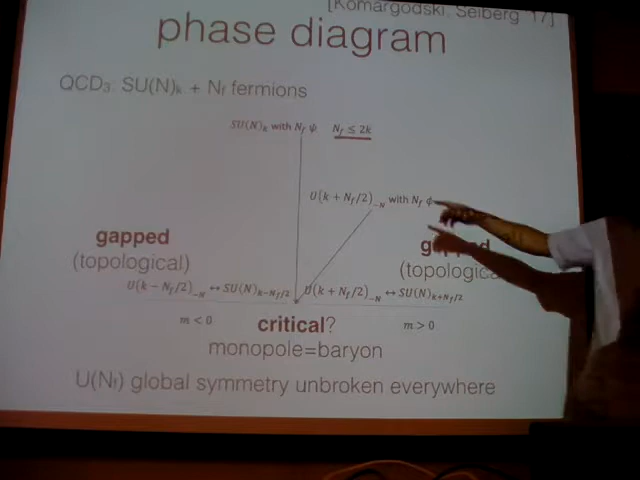 [Komargodski, Seiberg '17]
phase diagram
QCD₃: SU(N)ₖ + Nf fermions
SU(N)ₖ with Nf ψ   Nf ≤ 2k
U(k + Nf/2)₋N with Nf ϕ
gapped
(topological)
U(k − Nf/2)₋N ↔ SU(N)ₖ₋Nf/2   U(k + Nf/2)₋N ↔ SU(N)ₖ₊Nf/2
m < 0   critical?   m > 0
monopole=baryon
U(Nf) global symmetry unbroken everywhere